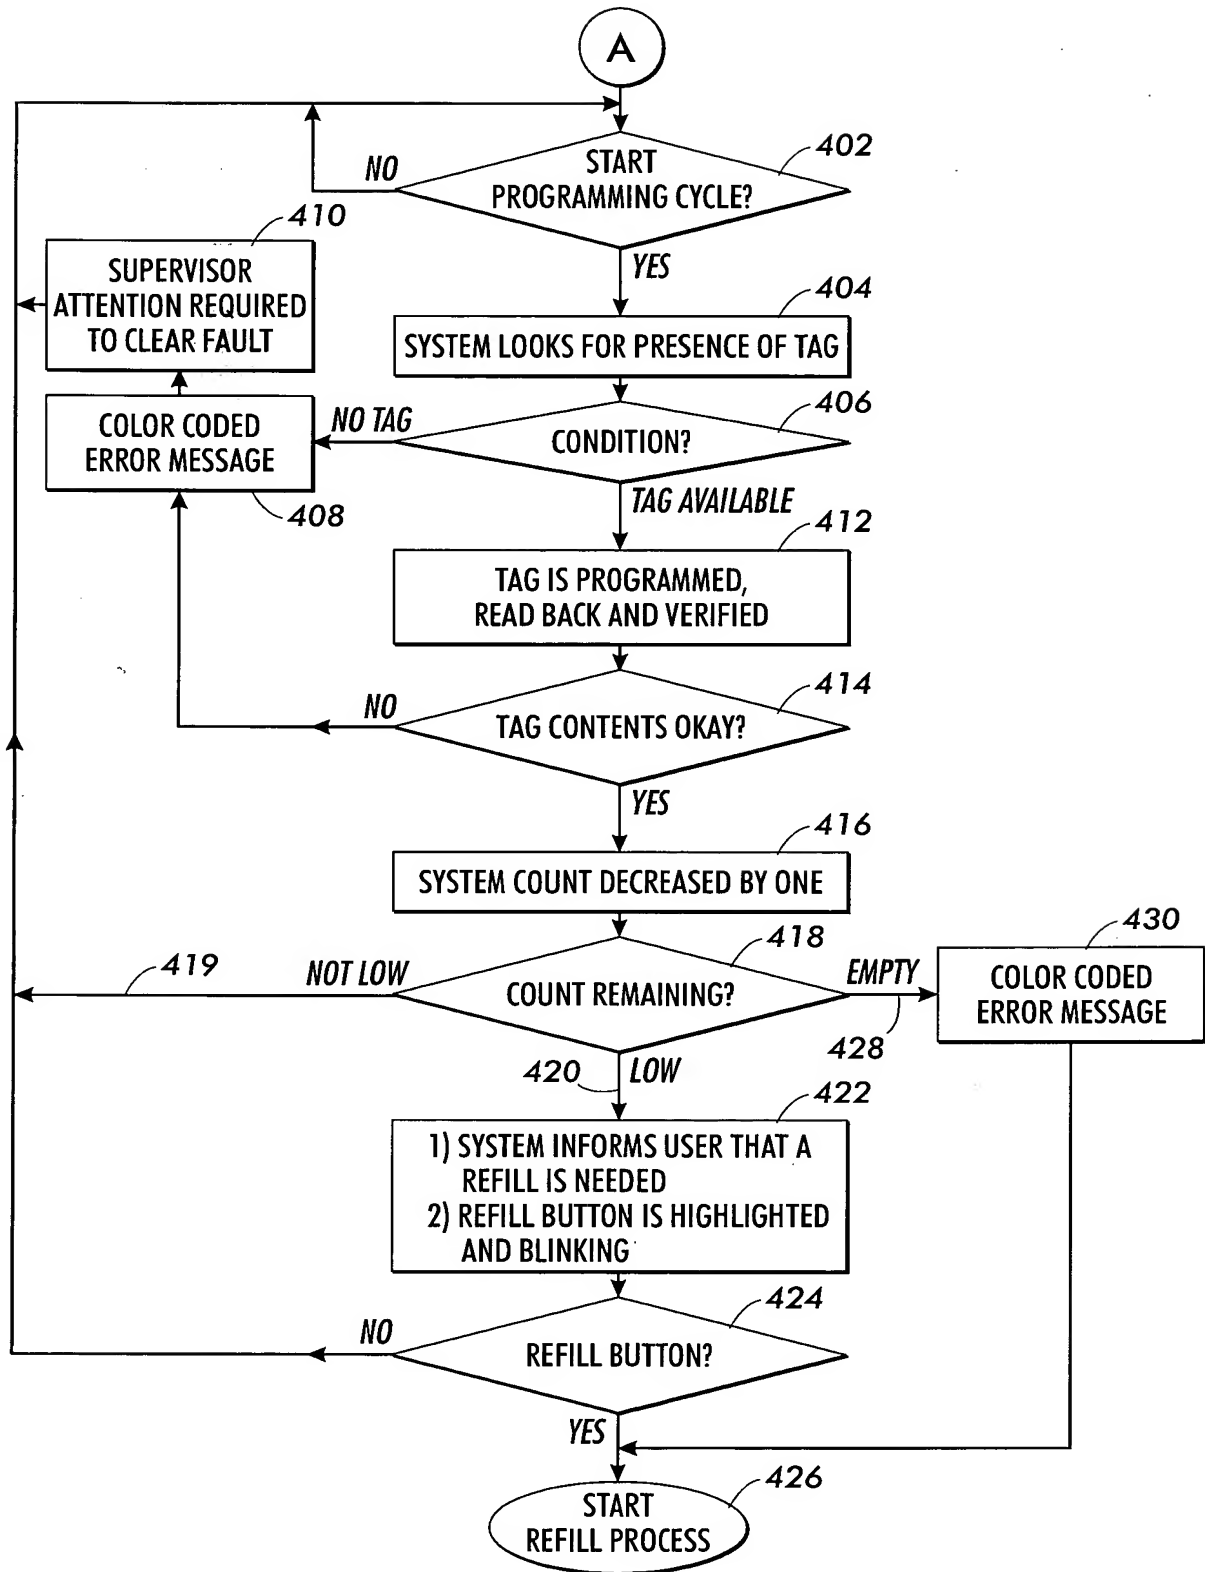 A
NO
START
PROGRAMMING CYCLE?
402
YES
410
SUPERVISOR
ATTENTION REQUIRED
TO CLEAR FAULT
404
SYSTEM LOOKS FOR PRESENCE OF TAG
406
COLOR CODED
ERROR MESSAGE
NO TAG
CONDITION?
408
TAG AVAILABLE
412
TAG IS PROGRAMMED,
READ BACK AND VERIFIED
414
NO
TAG CONTENTS OKAY?
YES
416
SYSTEM COUNT DECREASED BY ONE
418
419
NOT LOW
COUNT REMAINING?
EMPTY
428
430
COLOR CODED
ERROR MESSAGE
420
LOW
422
1) SYSTEM INFORMS USER THAT A
REFILL IS NEEDED
2) REFILL BUTTON IS HIGHLIGHTED
AND BLINKING
424
NO
REFILL BUTTON?
YES
426
START
REFILL PROCESS